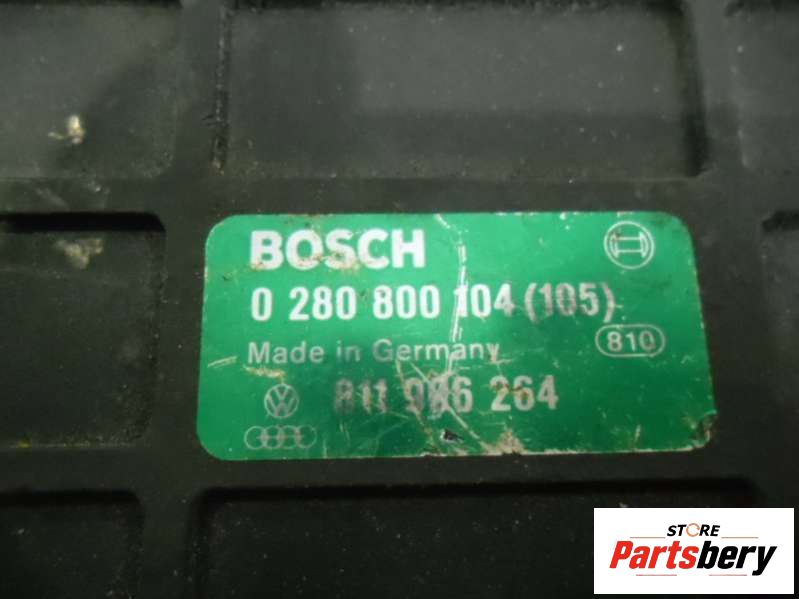 BOSCH
0 280 800 104 (105)
Made in Germany
810
811 906 264
STORE
Partsbery